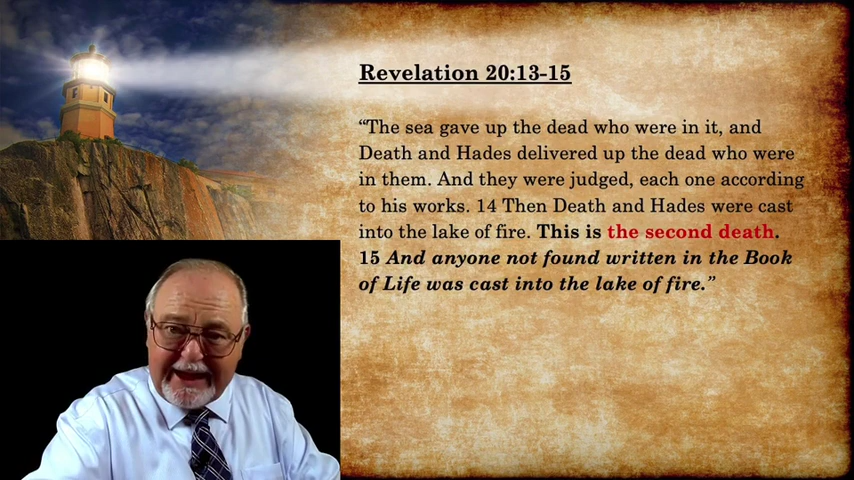 Revelation 20:13-15
“The sea gave up the dead who were in it, and
Death and Hades delivered up the dead who were
in them. And they were judged, each one according
to his works. 14 Then Death and Hades were cast
into the lake of fire. This is the second death.
15 And anyone not found written in the Book
of Life was cast into the lake of fire.”